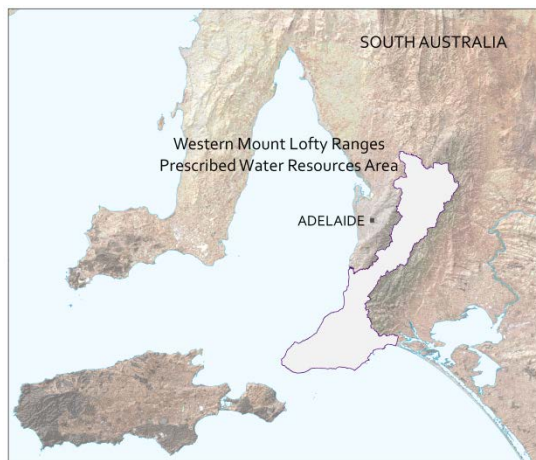 SOUTH AUSTRALIA
Western Mount Lofty Ranges
Prescribed Water Resources Area
ADELAIDE